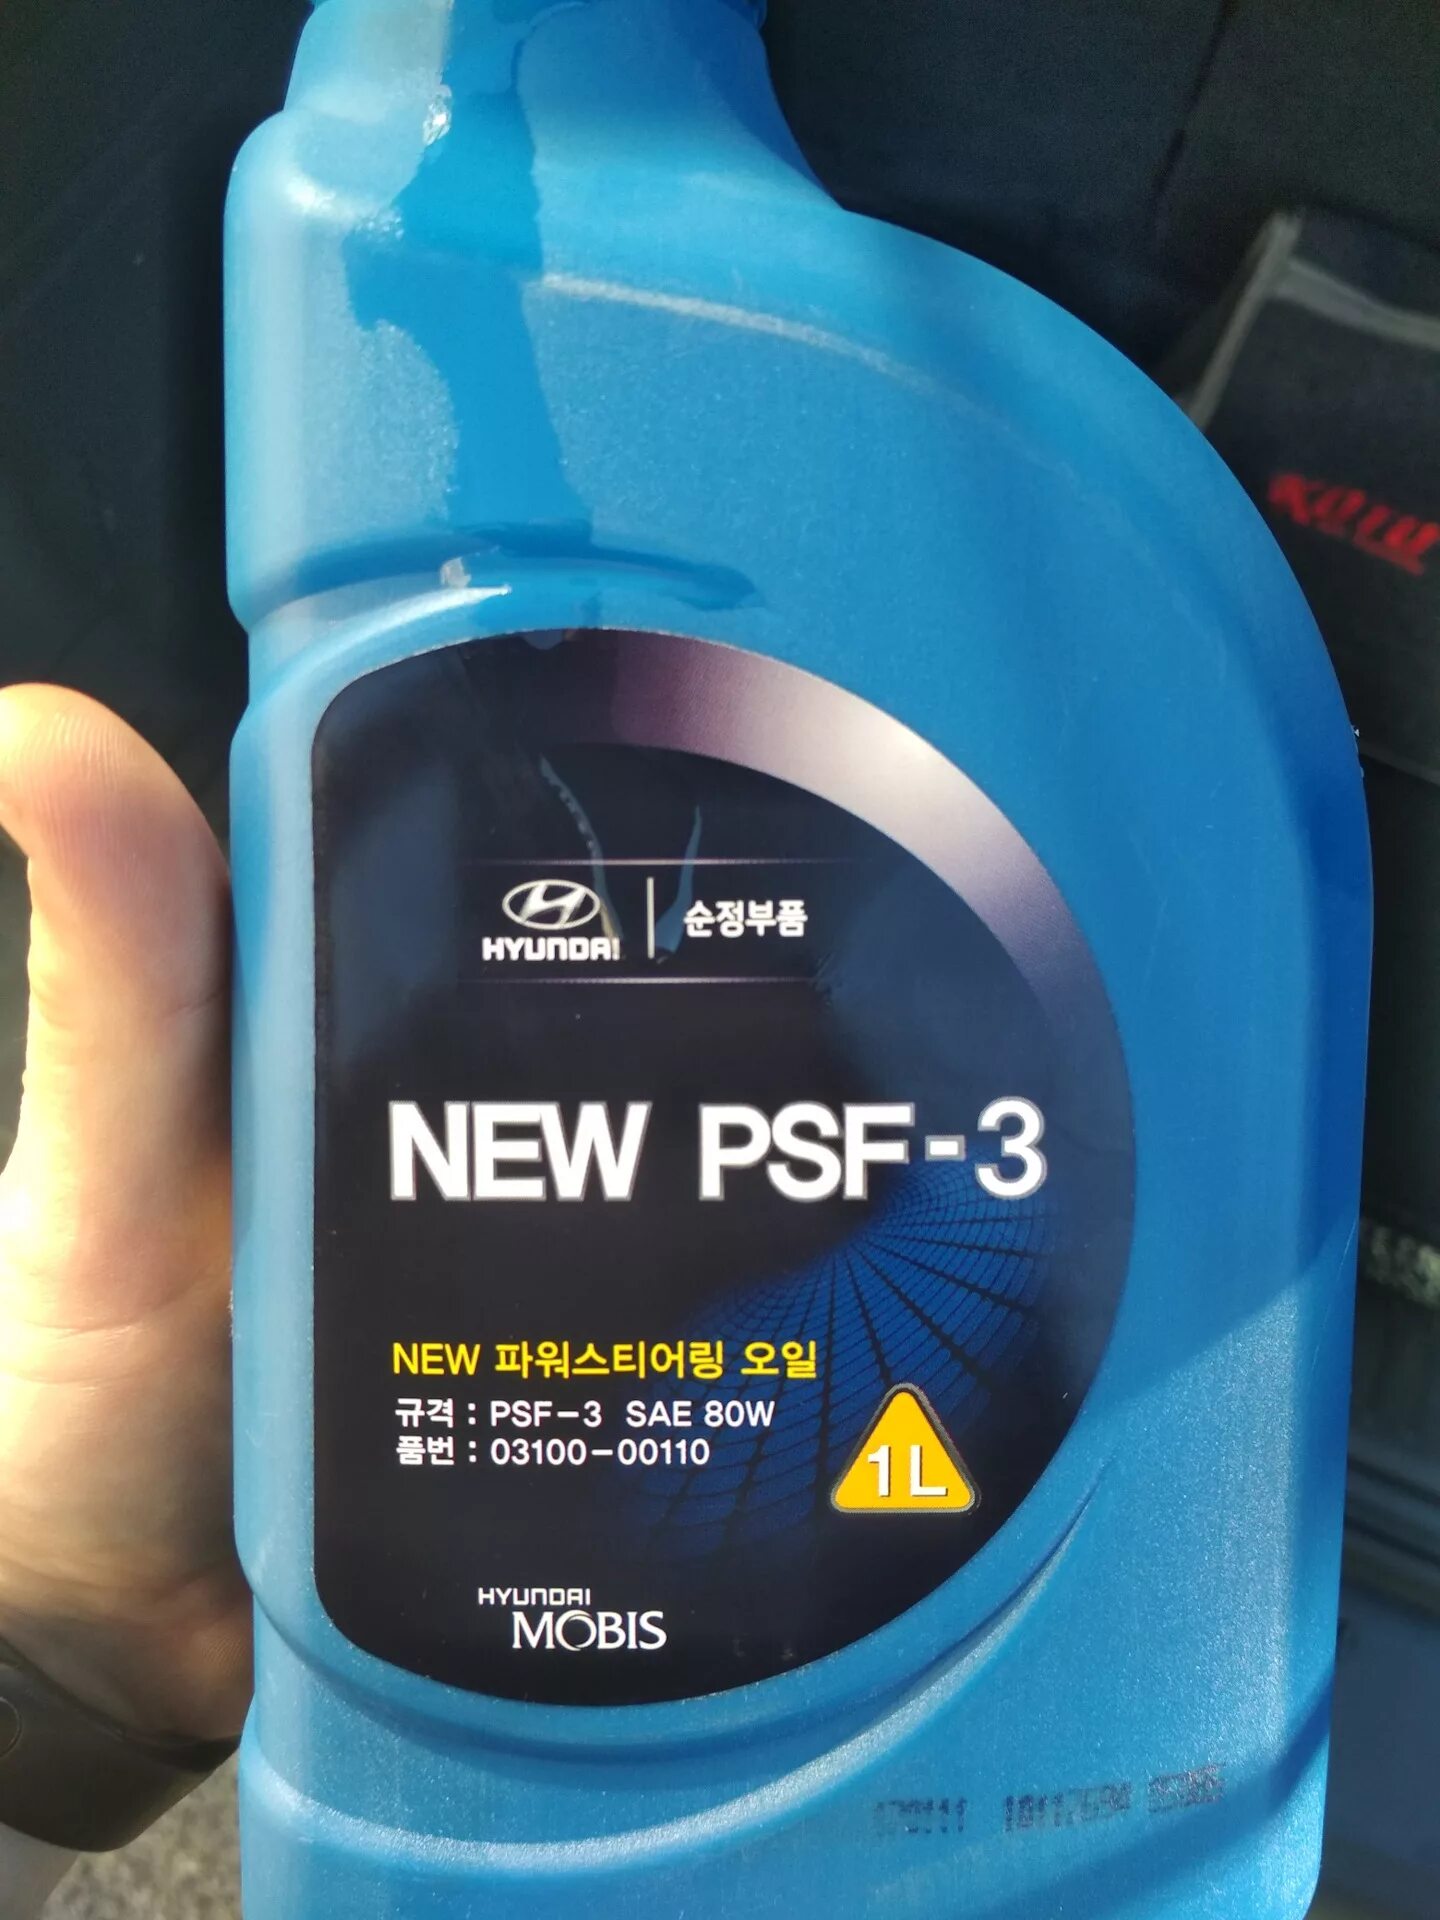 HYUNDAI 순정부품
NEW PSF-3
NEW 파워스티어링 오일
규격 : PSF-3 SAE 80W
품번 : 03100-00110
1L
HYUNDAI
MOBIS